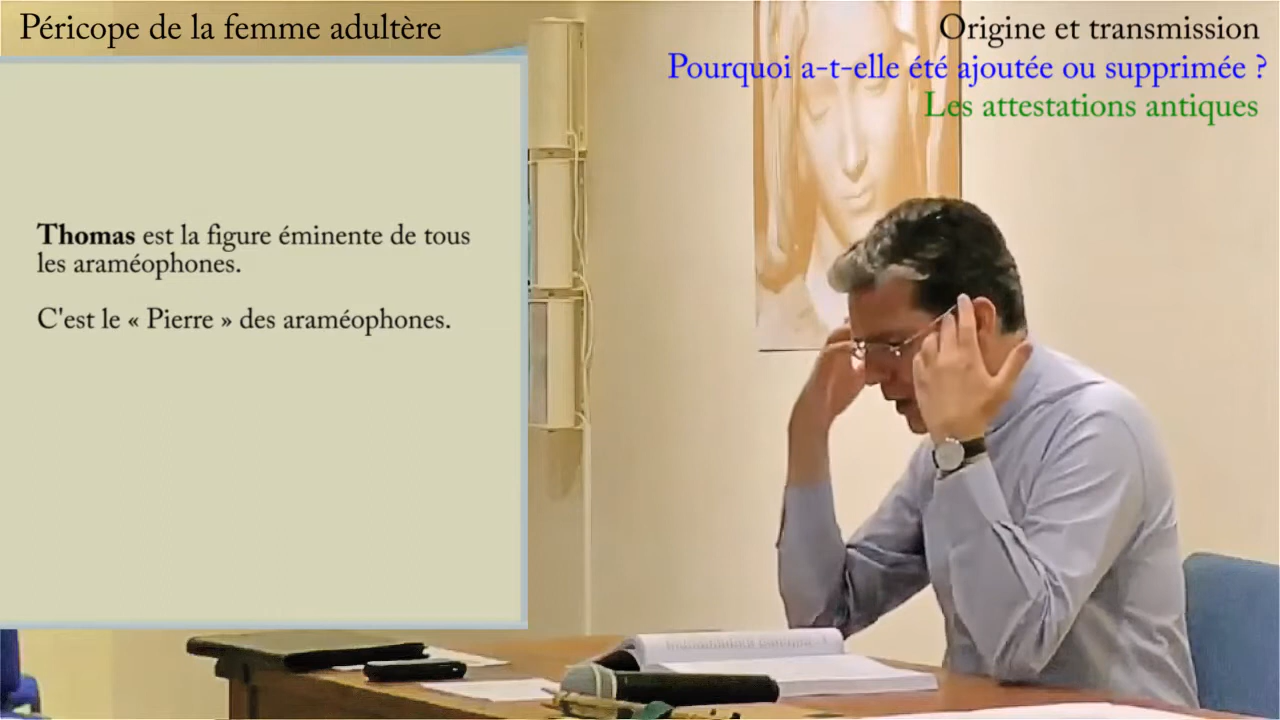 Péricope de la femme adultère
Origine et transmission
Pourquoi a-t-elle été ajoutée ou supprimée ?
Les attestations antiques
Thomas est la figure éminente de tous
les araméophones.
C'est le « Pierre » des araméophones.